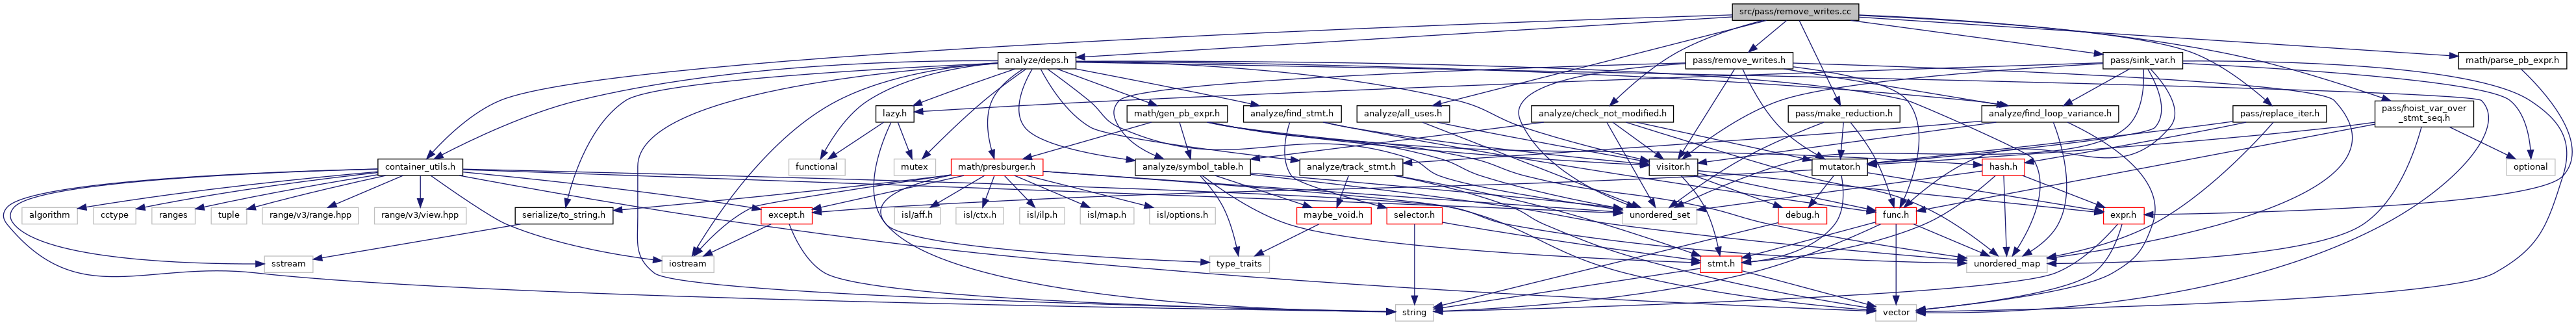 src/pass/remove_writes.cc
analyze/deps.h
pass/remove_writes.h
pass/sink_var.h
math/parse_pb_expr.h
lazy.h
math/gen_pb_expr.h
analyze/find_stmt.h
analyze/all_uses.h
analyze/check_not_modified.h
pass/make_reduction.h
analyze/find_loop_variance.h
pass/replace_iter.h
pass/hoist_var_over
_stmt_seq.h
container_utils.h
functional
mutex
math/presburger.h
analyze/symbol_table.h
analyze/track_stmt.h
visitor.h
mutator.h
hash.h
optional
algorithm
cctype
ranges
tuple
range/v3/range.hpp
range/v3/view.hpp
serialize/to_string.h
except.h
isl/aff.h
isl/ctx.h
isl/ilp.h
isl/map.h
isl/options.h
maybe_void.h
selector.h
unordered_set
debug.h
func.h
expr.h
sstream
iostream
type_traits
stmt.h
unordered_map
string
vector